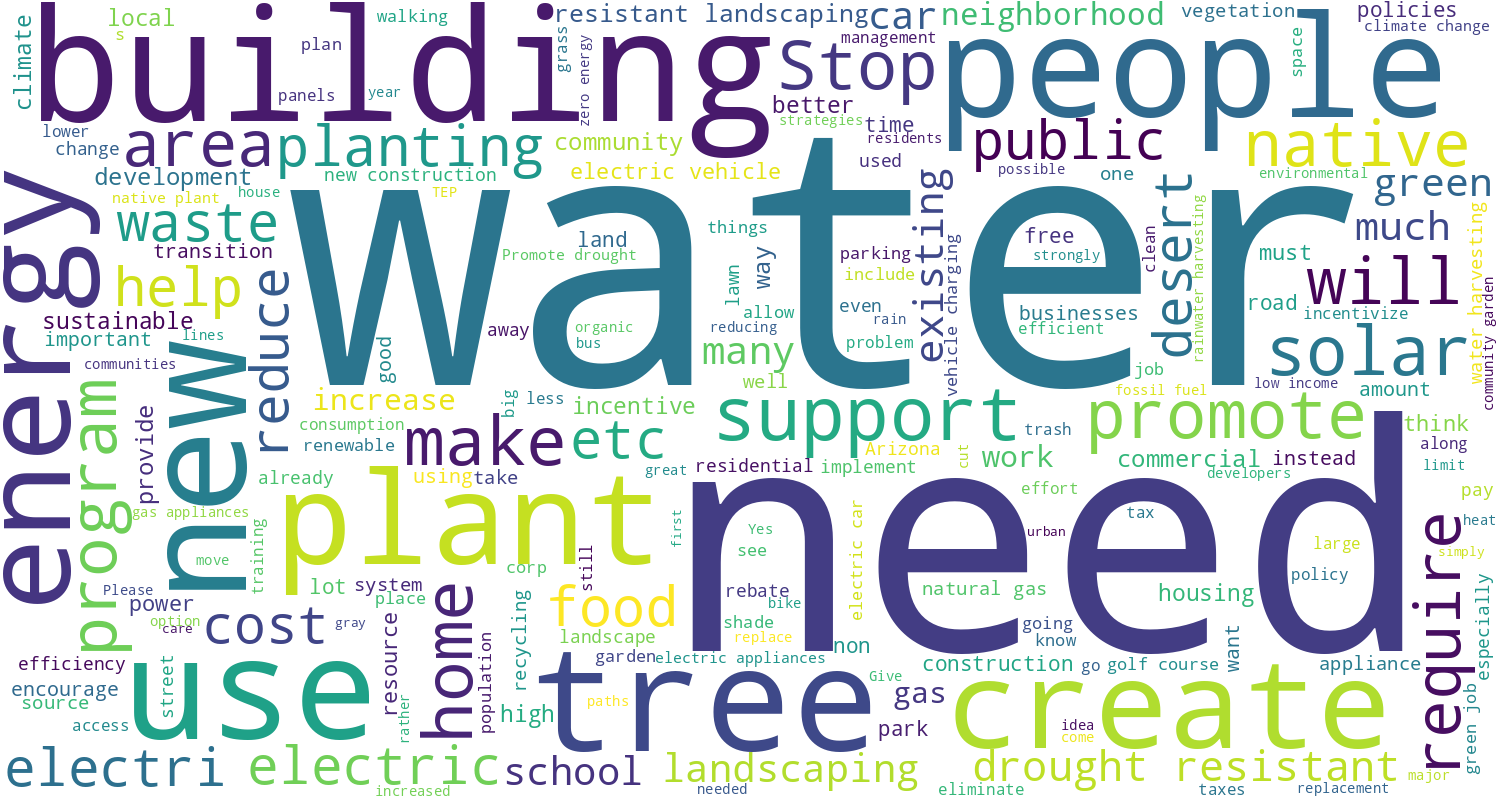 climate
local
s
building
walking
plan
panels
year
grass
zero energy
resistant landscaping
car
management
Stop
better
strategies
time
residents
used
neighborhood
vegetation
people
space
policies
climate change
lower
change
area
planting
community
new construction
electric vehicle
public
possible
one
native
environmental
green
development
native plant
house
TEP
waste
transition
energy
help
sustainable
important
lines
communities
reduce
land
Promote drought
things
way
water
lawn
allow
reducing
organic
bus
away
good
parking
include
even
rain
problem
existing
vehicle charging
free
strongly
clean
businesses
efficient
desert
rainwater harvesting
must
road
incentivize
much
will
solar
water harvesting
community garden
job
fossil fuel
low income
amount
new
program
provide
increase
consumption
renewable
make
big
less
incentive
etc
many
well
support
promote
think
along
limit
trash
Arizona
cut
work
commercial
developers
instead
already
using
take
great
residential
implement
effort
pay
heat
simply
gas appliances
move
training
plant
first
Yes
see
need
urban
tax
large
policy
require
especially
electric car
natural gas
housing
Please
power
option
care
cost
gray
lot
system
place
resource
corp
still
food
rebate
bike
shade
replace
landscape
recycling
home
population
garden
electric appliances
non
going
know
Give
construction
go
golf course
want
appliance
efficiency
encourage
source
access
street
use
rather
high
tree
paths
gas
park
create
idea
come
green job
electri
electric
increased
school
landscaping
needed
drought resistant
eliminate
taxes
replacement
major